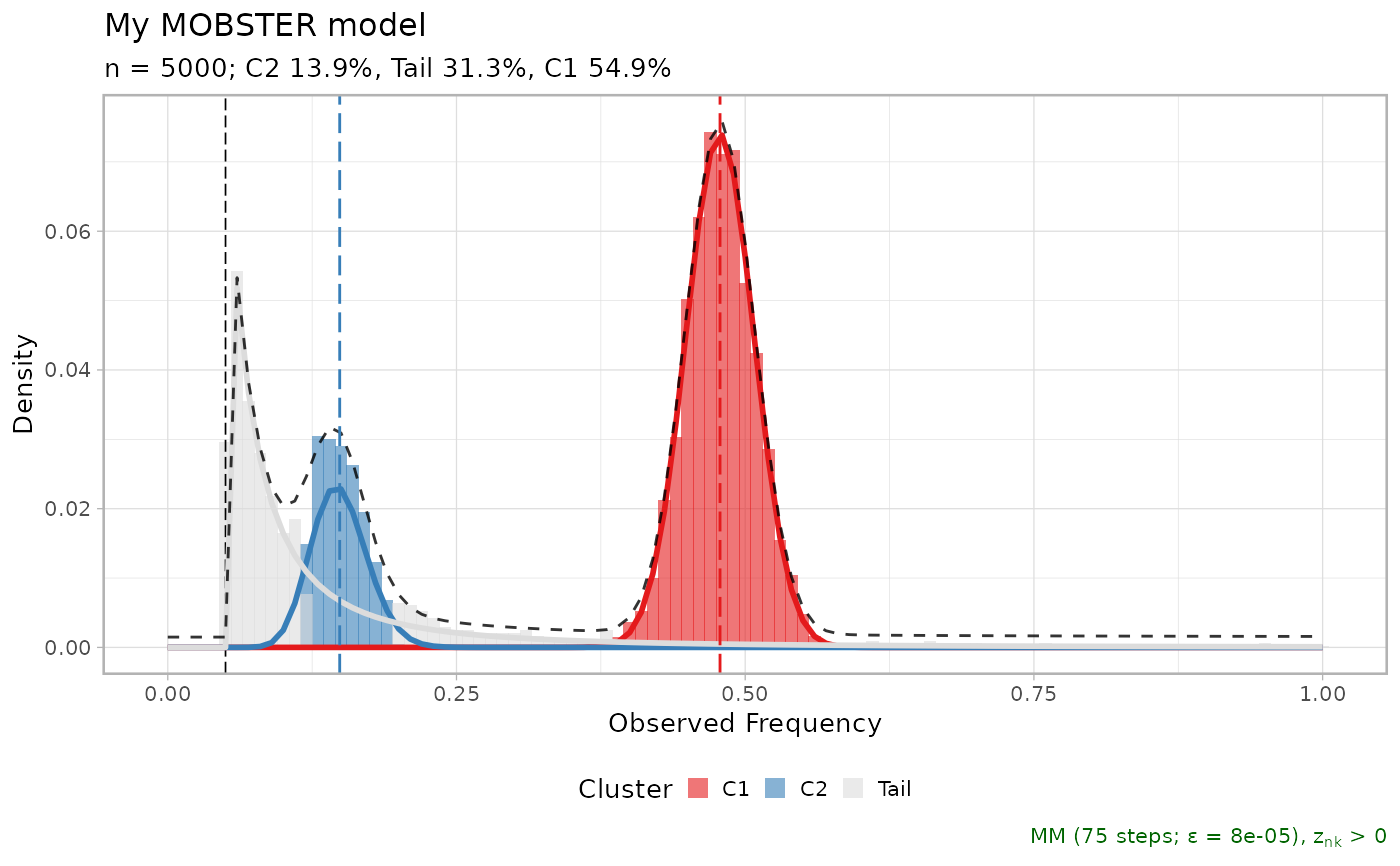 My MOBSTER model
n = 5000; C2 13.9%, Tail 31.3%, C1 54.9%
Density
0.06
0.04
0.02
0.00
0.00 0.25 0.50 0.75 1.00
Observed Frequency
Cluster C1 C2 Tail
MM (75 steps; ε = 8e-05), zₙₖ > 0